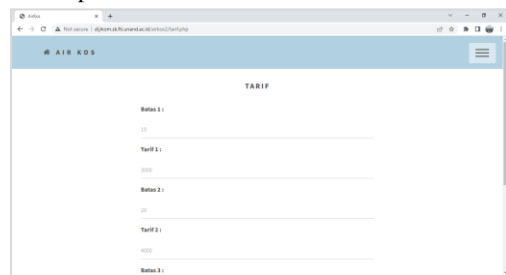 Airkos
Not secure
AIR KOS
TARIF
Batas 1 :
10
Tarif 1 :
3000
Batas 2 :
20
Tarif 2 :
4000
Batas 3 :